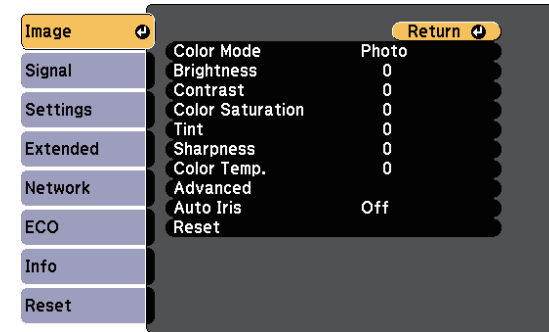 Image
Signal
Settings
Extended
Network
ECO
Info
Reset
Return
Color Mode Photo
Brightness 0
Contrast 0
Color Saturation 0
Tint 0
Sharpness 0
Color Temp. 0
Advanced
Auto Iris Off
Reset